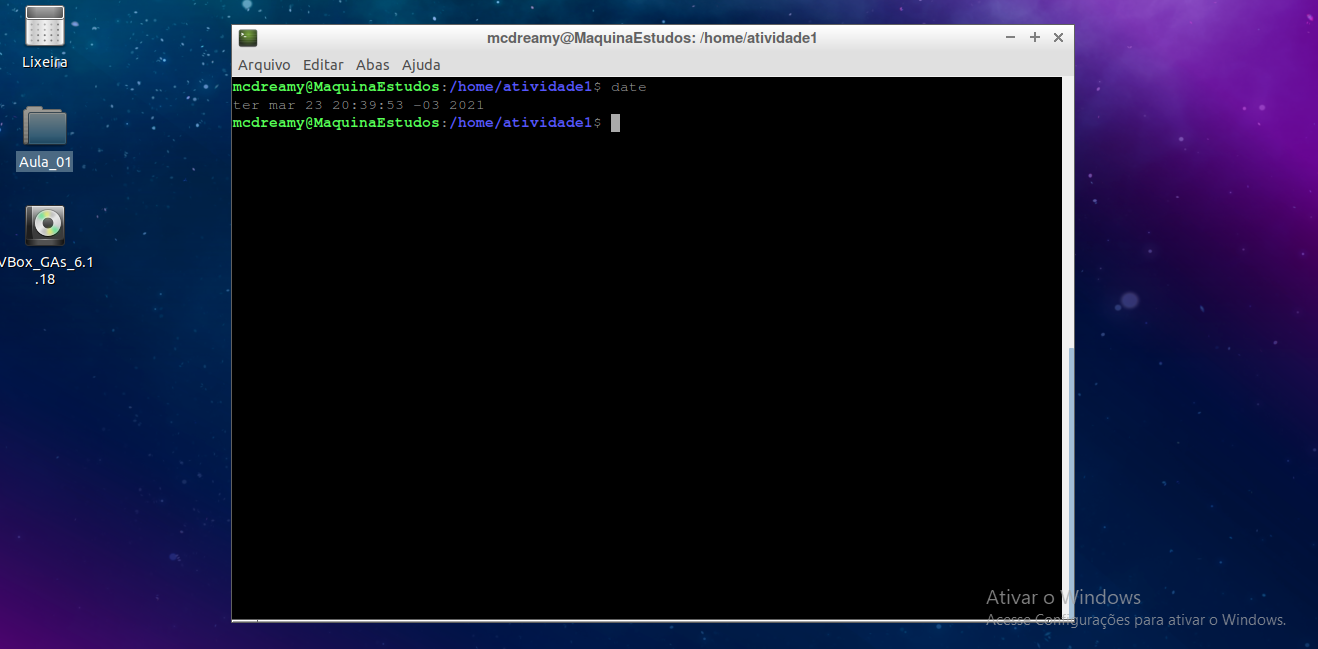 Lixeira
Aula_01
VBox_GAs_6.1
.18
mcdreamy@MaquinaEstudos: /home/atividade1
Arquivo Editar Abas Ajuda
mcdreamy@MaquinaEstudos:/home/atividade1$ date
ter mar 23 20:39:53 -03 2021
mcdreamy@MaquinaEstudos:/home/atividade1$
Ativar o Windows
Acesse Configurações para ativar o Windows.